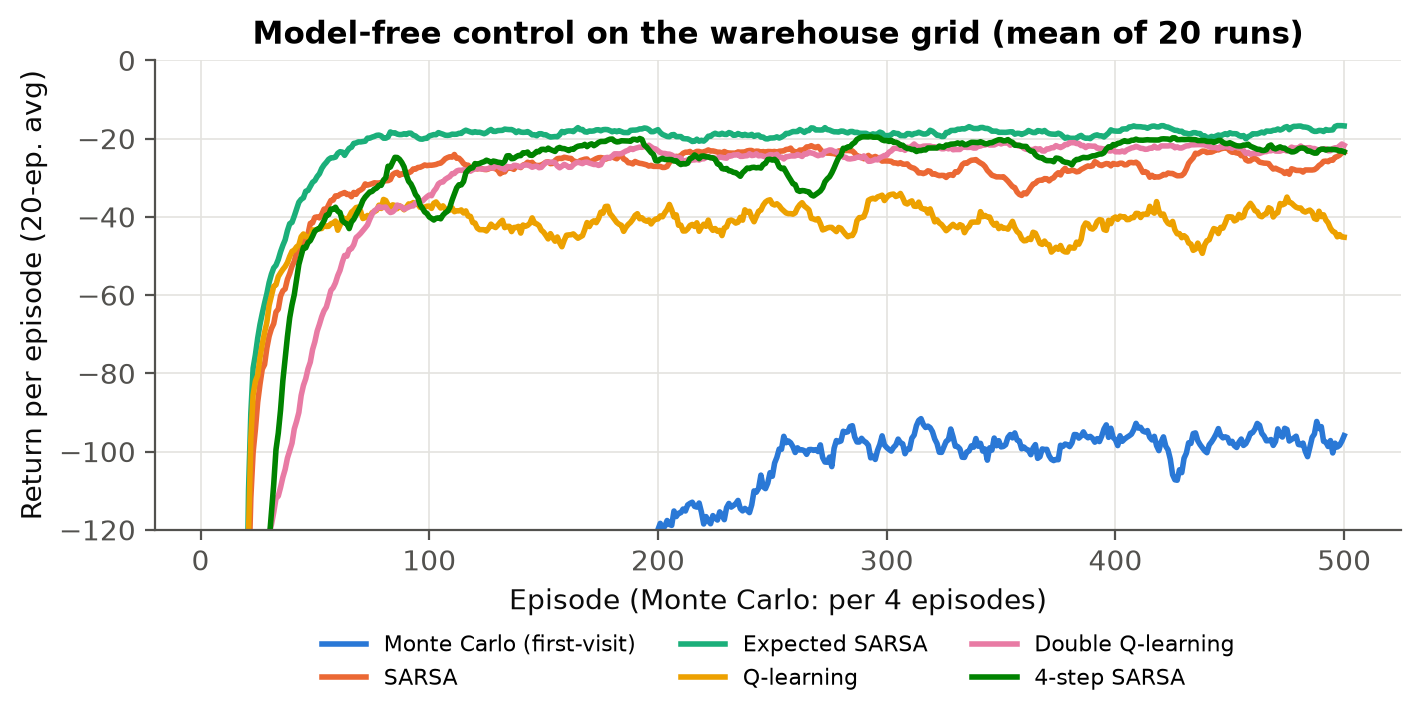 Model-free control on the warehouse grid (mean of 20 runs)
Return per episode (20-ep. avg)
0
−20
−40
−60
−80
−100
−120
0 100 200 300 400 500
Episode (Monte Carlo: per 4 episodes)
Monte Carlo (first-visit) Expected SARSA Double Q-learning
SARSA Q-learning 4-step SARSA